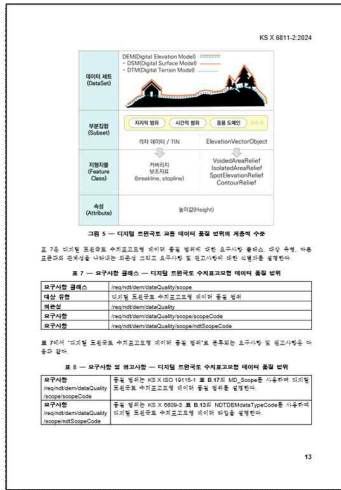 KS X 6811-2:2024
DEM(Digital Elevation Model)
- DSM(Digital Surface Model)
- DTM(Digital Terrain Model)
데이터 세트
(DataSet)
부분집합
(Subset)
지리적 범위 시간적 범위 응용 도메인
격자 데이터 / TIN ElevationVectorObject
지형지물
(Feature
Class)
커버리지
보조자료
(breakline, stopline)
VoidedAreaRelief
IsolatedAreaRelief
SpotElevationRelief
ContourRelief
속성
(Attribute)
높이값(Height)
그림 5 — 디지털 트윈국토 교통 데이터 품질 범위의 계층적 수준
표 7은 디지털 트윈국토 수치표고모형 데이터 품질 범위에 대한 요구사항 클래스, 대상 유형, 다른
표준과의 관계성을 나타내는 의존성 그리고 요구사항 및 권고사항에 대한 식별자를 설명한다.
표 7 — 요구사항 클래스 — 디지털 트윈국토 수치표고모형 데이터 품질 범위
요구사항 클래스 /req/ndt/dem/dataQuality/scope
대상 유형 디지털 트윈국토 수치표고모형 데이터 품질 범위
의존성 /req/ndt/dem/dataQuality
요구사항 /req/ndt/dem/dataQuality/scope/scopeCode
요구사항 /req/ndt/dem/dataQuality/scope/ndtScopeCode
표 8에서 "디지털 트윈국토 수치표고모형 데이터 품질 범위"로 분류되는 요구사항 및 권고사항은 다
음과 같다.
표 8 — 요구사항 및 권고사항 — 디지털 트윈국토 수치표고모형 데이터 품질 범위
요구사항
/req/ndt/dem/dataQuality
/scope/scopeCode
품질 범위는 KS X ISO 19115-1 표 B.17의 MD_Scope를 사용하여 디지털
트윈국토 수치표고모형 데이터 품질 범위를 설명한다.
요구사항
/req/ndt/dem/dataQuality
/scope/ndtScopeCode
품질 범위는 KS X 6809-3 표 B.13의 NDTDEMdataTypeCode를 사용하여
디지털 트윈국토 수치표고모형 데이터 타입을 설명한다.
13